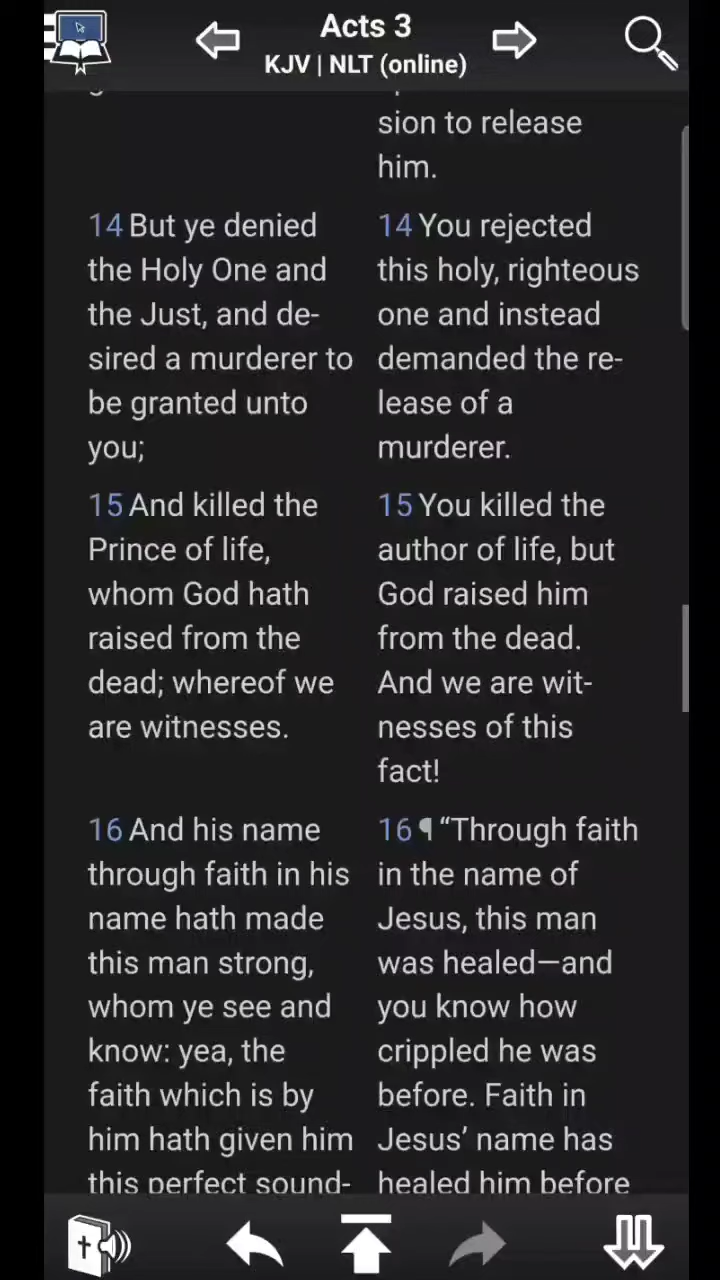 Acts 3
KJV | NLT (online)
sion to release
him.
14 But ye denied
the Holy One and
the Just, and de-
sired a murderer to
be granted unto
you;
14 You rejected
this holy, righteous
one and instead
demanded the re-
lease of a
murderer.
15 And killed the
Prince of life,
whom God hath
raised from the
dead; whereof we
are witnesses.
15 You killed the
author of life, but
God raised him
from the dead.
And we are wit-
nesses of this
fact!
16 And his name
through faith in his
name hath made
this man strong,
whom ye see and
know: yea, the
faith which is by
him hath given him
this perfect sound-
16 ¶ “Through faith
in the name of
Jesus, this man
was healed—and
you know how
crippled he was
before. Faith in
Jesus’ name has
healed him before